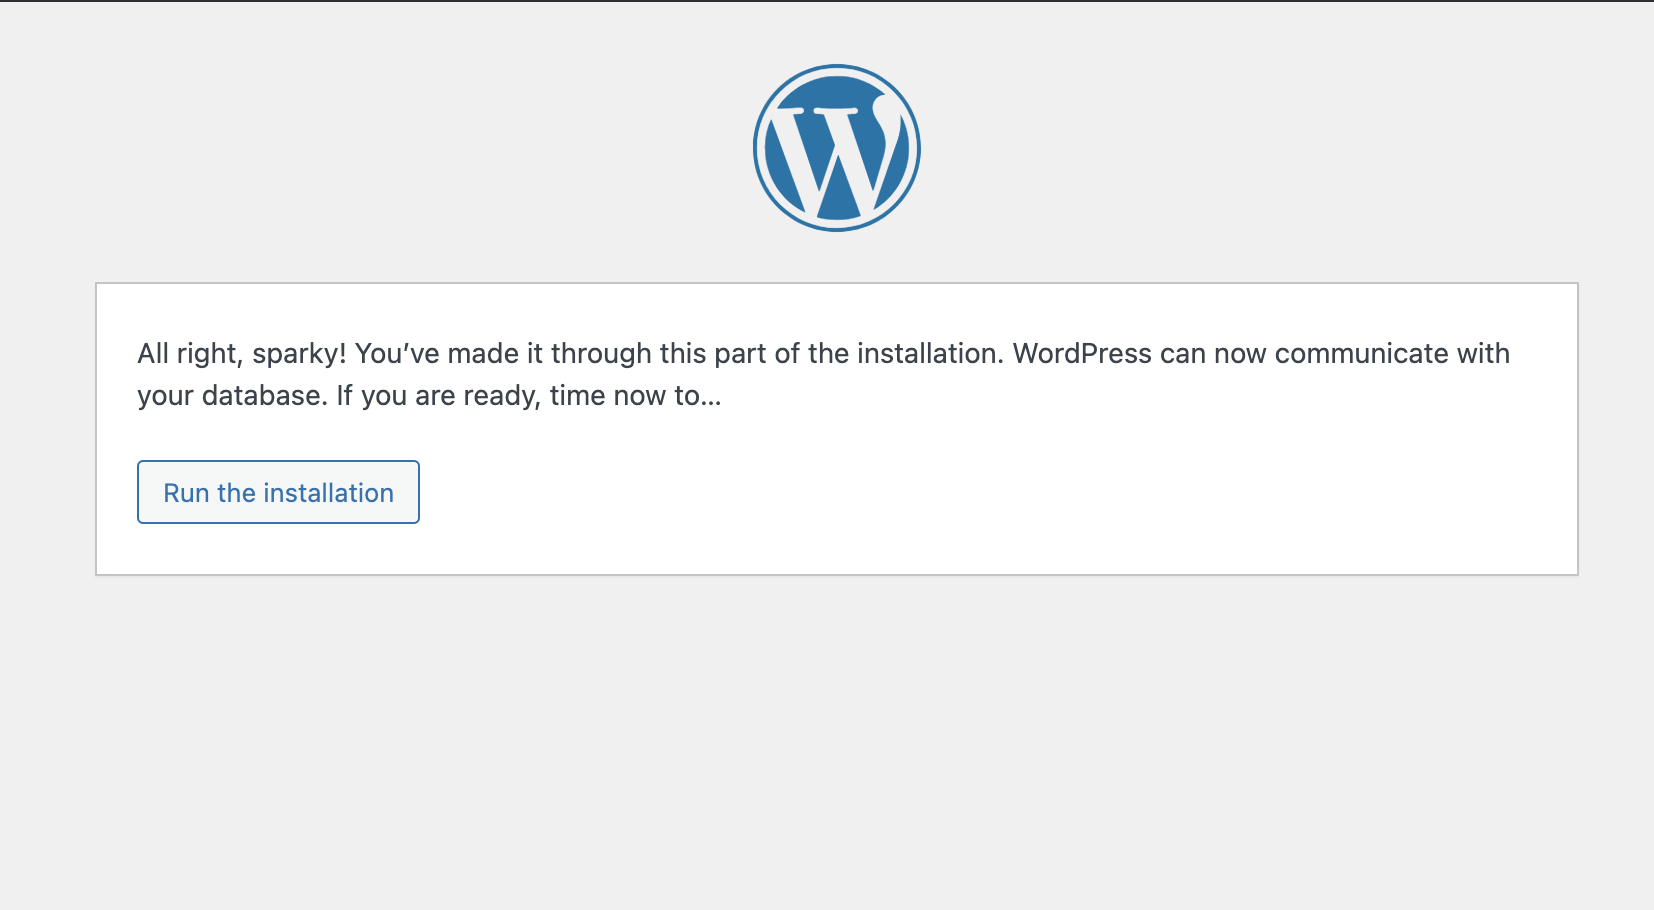 All right, sparky! You’ve made it through this part of the installation. WordPress can now communicate with
your database. If you are ready, time now to…
Run the installation